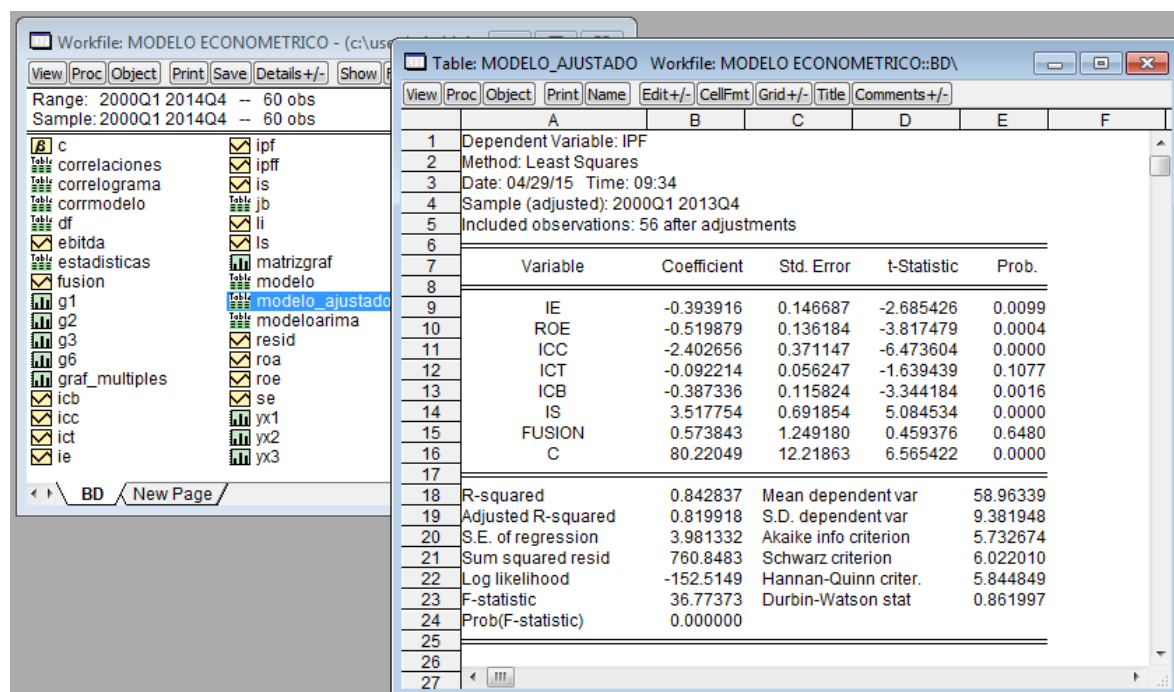 Workfile: MODELO ECONOMETRICO - (c:\use
View Proc Object Print Save Details+/- Show
Range: 2000Q1 2014Q4 -- 60 obs
Sample: 2000Q1 2014Q4 -- 60 obs
c
correlaciones
correlograma
corrmodelo
df
ebitda
estadisticas
fusion
g1
g2
g3
g6
graf_multiples
icb
icc
ict
ie
ipf
ipff
is
jb
li
ls
matrizgraf
modelo
modelo_ajustado
modeloarima
resid
roa
roe
se
yx1
yx2
yx3
BD New Page
Table: MODELO_AJUSTADO Workfile: MODELO ECONOMETRICO::BD\
View Proc Object Print Name Edit+/- CellFmt Grid+/- Title Comments+/-
A B C D E F
1 Dependent Variable: IPF
2 Method: Least Squares
3 Date: 04/29/15 Time: 09:34
4 Sample (adjusted): 2000Q1 2013Q4
5 Included observations: 56 after adjustments
6
7 Variable Coefficient Std. Error t-Statistic Prob.
8
9 IE -0.393916 0.146687 -2.685426 0.0099
10 ROE -0.519879 0.136184 -3.817479 0.0004
11 ICC -2.402656 0.371147 -6.473604 0.0000
12 ICT -0.092214 0.056247 -1.639439 0.1077
13 ICB -0.387336 0.115824 -3.344184 0.0016
14 IS 3.517754 0.691854 5.084534 0.0000
15 FUSION 0.573843 1.249180 0.459376 0.6480
16 C 80.22049 12.21863 6.565422 0.0000
17
18 R-squared 0.842837 Mean dependent var 58.96339
19 Adjusted R-squared 0.819918 S.D. dependent var 9.381948
20 S.E. of regression 3.981332 Akaike info criterion 5.732674
21 Sum squared resid 760.8483 Schwarz criterion 6.022010
22 Log likelihood -152.5149 Hannan-Quinn criter. 5.844849
23 F-statistic 36.77373 Durbin-Watson stat 0.861997
24 Prob(F-statistic) 0.000000
25
26
27